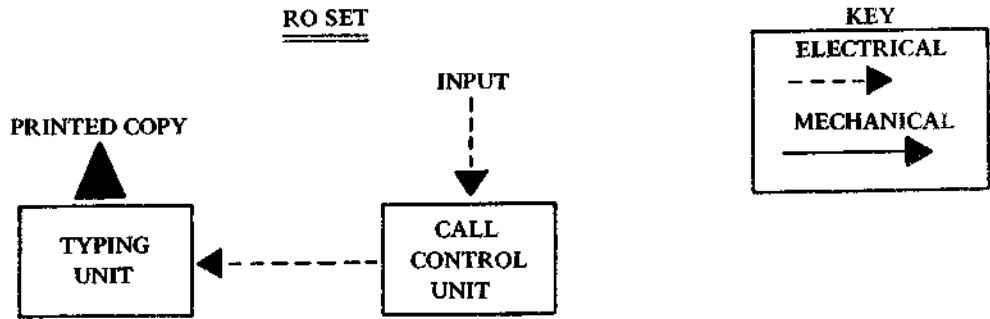 RO SET
KEY
ELECTRICAL
MECHANICAL
INPUT
PRINTED COPY
TYPING
UNIT
CALL
CONTROL
UNIT